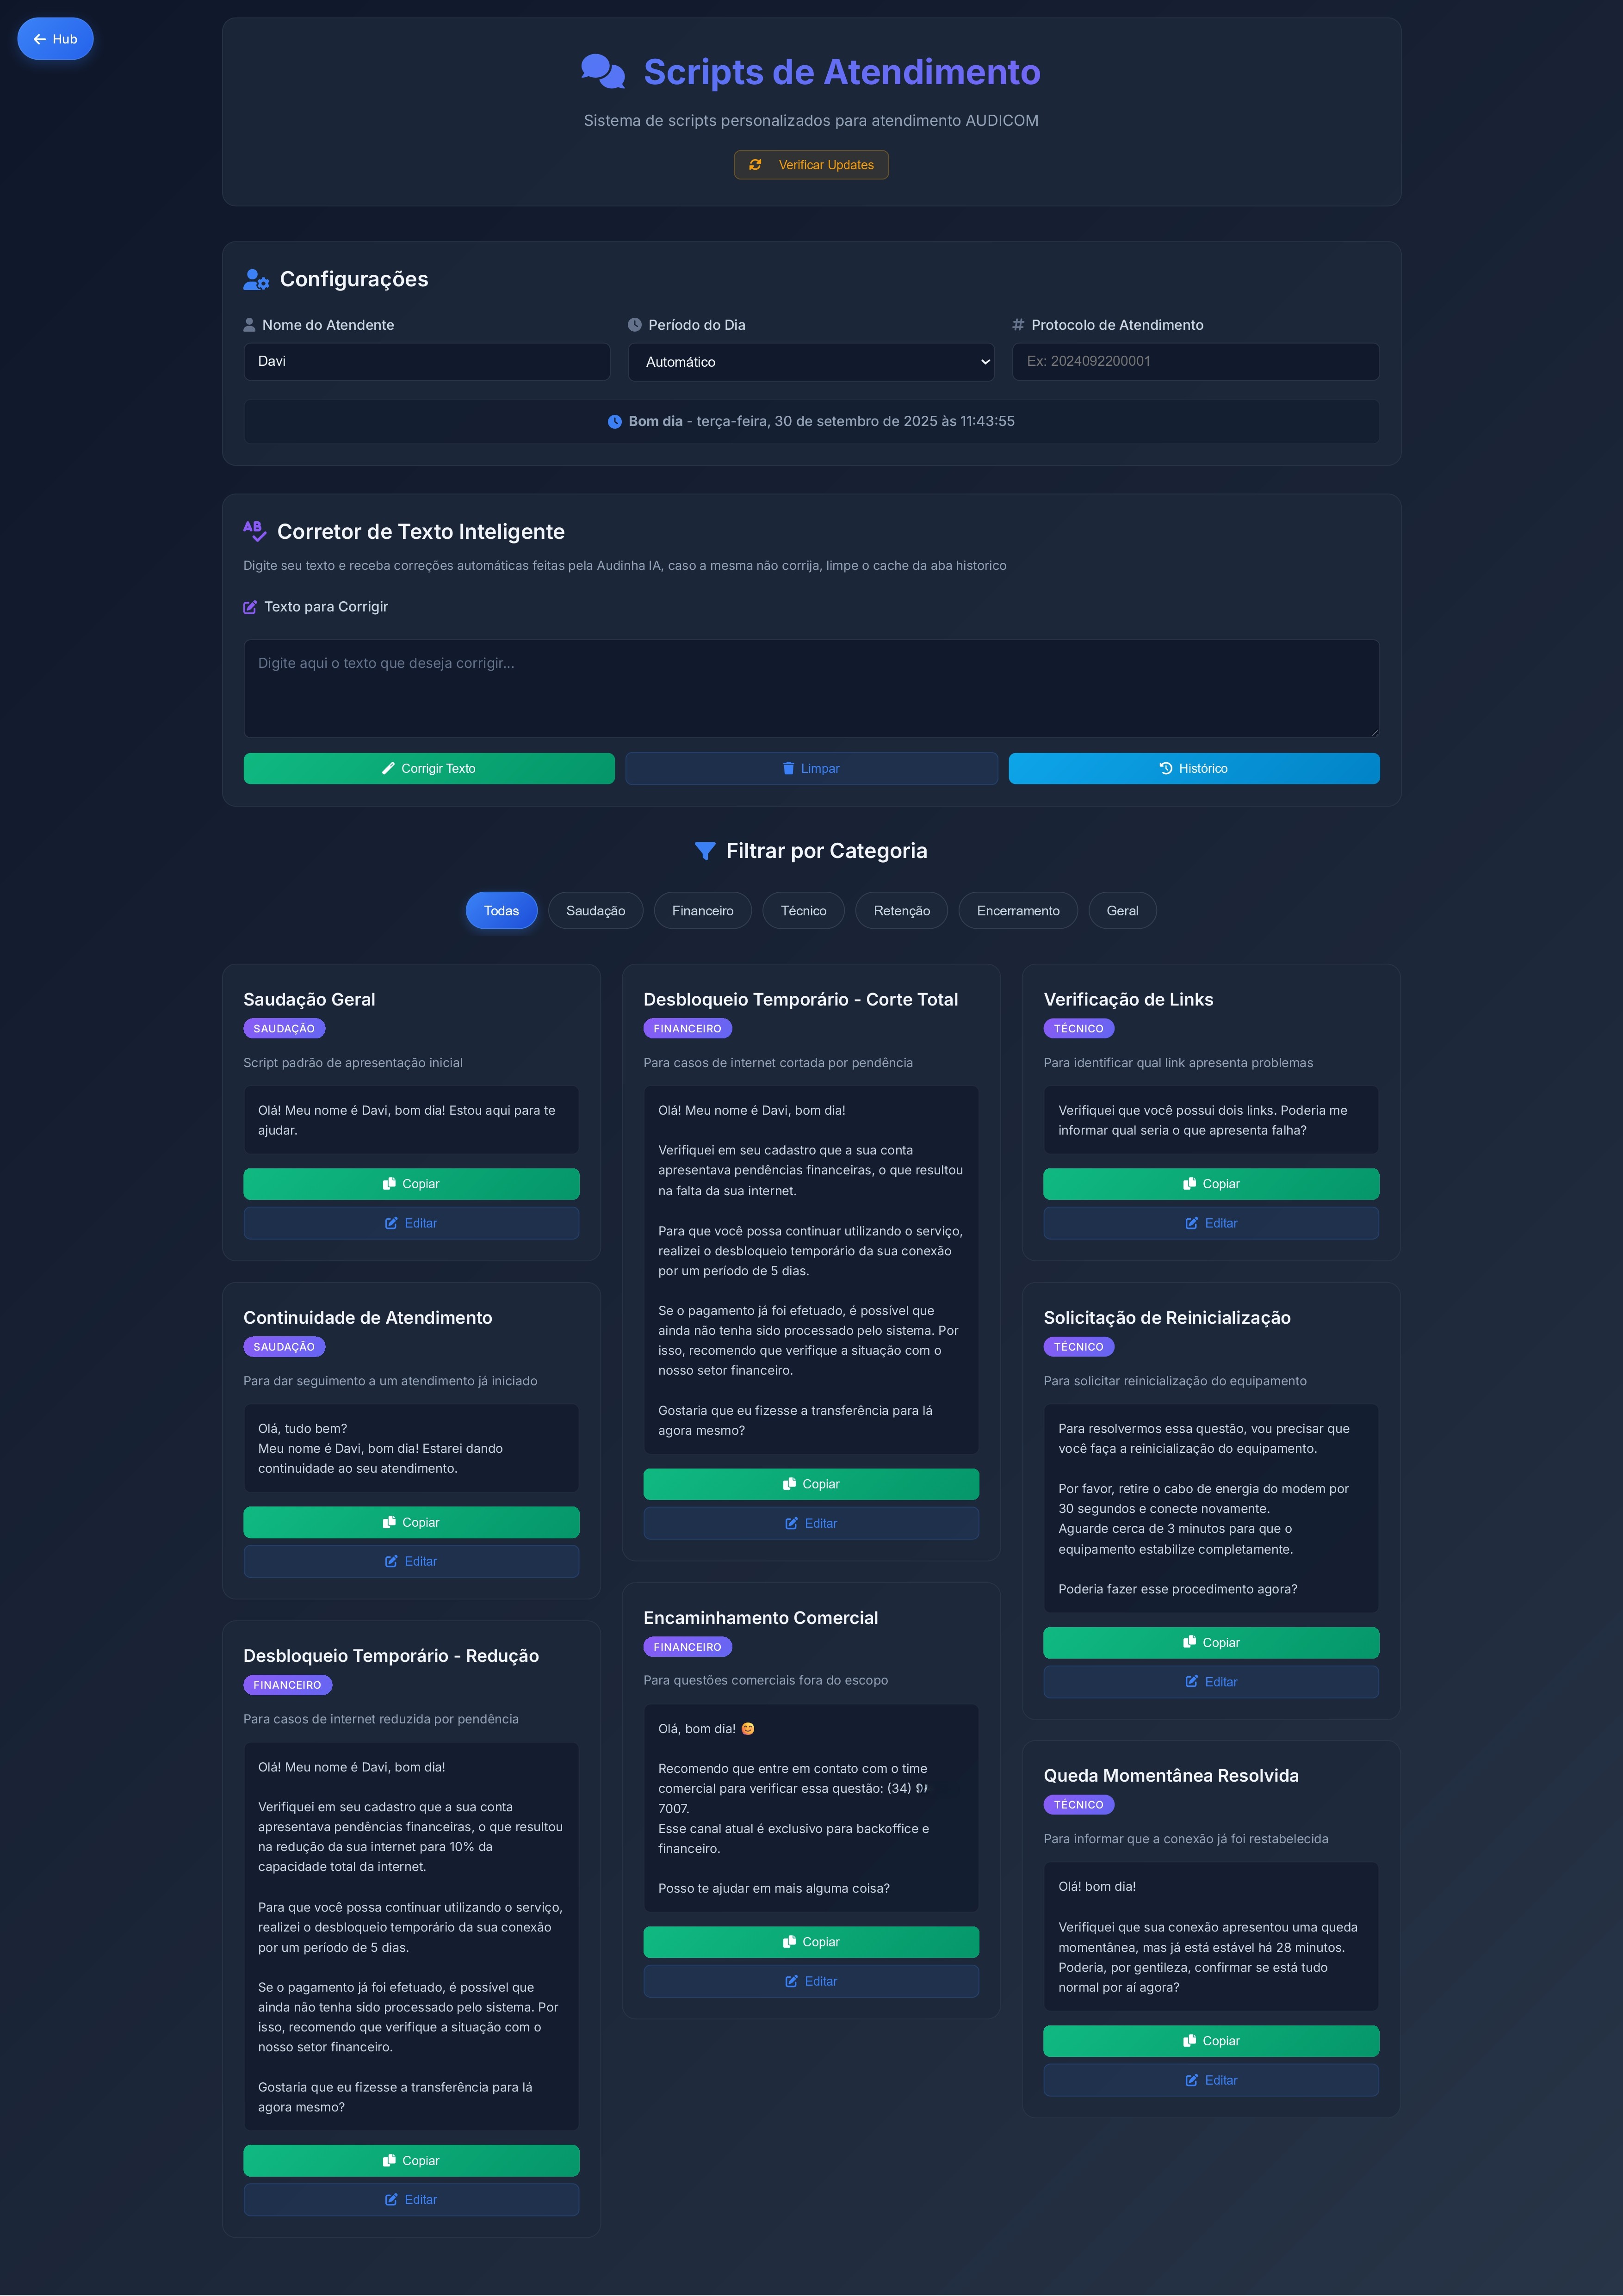 Hub
Scripts de Atendimento
Sistema de scripts personalizados para atendimento AUDICOM
Verificar Updates
Configurações
Nome do Atendente
Davi
Período do Dia
Automático
# Protocolo de Atendimento
Ex: 2024092200001
Bom dia - terça-feira, 30 de setembro de 2025 às 11:43:55
Corretor de Texto Inteligente
Digite seu texto e receba correções automáticas feitas pela Audinha IA, caso a mesma não corrija, limpe o cache da aba historico
Texto para Corrigir
Digite aqui o texto que deseja corrigir...
Corrigir Texto
Limpar
Histórico
Filtrar por Categoria
Todas
Saudação
Financeiro
Técnico
Retenção
Encerramento
Geral
Saudação Geral
SAUDAÇÃO
Script padrão de apresentação inicial
Olá! Meu nome é Davi, bom dia! Estou aqui para te
ajudar.
Copiar
Editar
Continuidade de Atendimento
SAUDAÇÃO
Para dar seguimento a um atendimento já iniciado
Olá, tudo bem?
Meu nome é Davi, bom dia! Estarei dando
continuidade ao seu atendimento.
Copiar
Editar
Desbloqueio Temporário - Redução
FINANCEIRO
Para casos de internet reduzida por pendência
Olá! Meu nome é Davi, bom dia!
Verifiquei em seu cadastro que a sua conta
apresentava pendências financeiras, o que resultou
na redução da sua internet para 10% da
capacidade total da internet.
Para que você possa continuar utilizando o serviço,
realizei o desbloqueio temporário da sua conexão
por um período de 5 dias.
Se o pagamento já foi efetuado, é possível que
ainda não tenha sido processado pelo sistema. Por
isso, recomendo que verifique a situação com o
nosso setor financeiro.
Gostaria que eu fizesse a transferência para lá
agora mesmo?
Copiar
Editar
Desbloqueio Temporário - Corte Total
FINANCEIRO
Para casos de internet cortada por pendência
Olá! Meu nome é Davi, bom dia!
Verifiquei em seu cadastro que a sua conta
apresentava pendências financeiras, o que resultou
na falta da sua internet.
Para que você possa continuar utilizando o serviço,
realizei o desbloqueio temporário da sua conexão
por um período de 5 dias.
Se o pagamento já foi efetuado, é possível que
ainda não tenha sido processado pelo sistema. Por
isso, recomendo que verifique a situação com o
nosso setor financeiro.
Gostaria que eu fizesse a transferência para lá
agora mesmo?
Copiar
Editar
Encaminhamento Comercial
FINANCEIRO
Para questões comerciais fora do escopo
Olá, bom dia! 😊
Recomendo que entre em contato com o time
comercial para verificar essa questão: (34)
7007.
Esse canal atual é exclusivo para backoffice e
financeiro.
Posso te ajudar em mais alguma coisa?
Copiar
Editar
Verificação de Links
TÉCNICO
Para identificar qual link apresenta problemas
Verifiquei que você possui dois links. Poderia me
informar qual seria o que apresenta falha?
Copiar
Editar
Solicitação de Reinicialização
TÉCNICO
Para solicitar reinicialização do equipamento
Para resolvermos essa questão, vou precisar que
você faça a reinicialização do equipamento.
Por favor, retire o cabo de energia do modem por
30 segundos e conecte novamente.
Aguarde cerca de 3 minutos para que o
equipamento estabilize completamente.
Poderia fazer esse procedimento agora?
Copiar
Editar
Queda Momentânea Resolvida
TÉCNICO
Para informar que a conexão já foi restabelecida
Olá! bom dia!
Verifiquei que sua conexão apresentou uma queda
momentânea, mas já está estável há 28 minutos.
Poderia, por gentileza, confirmar se está tudo
normal por aí agora?
Copiar
Editar